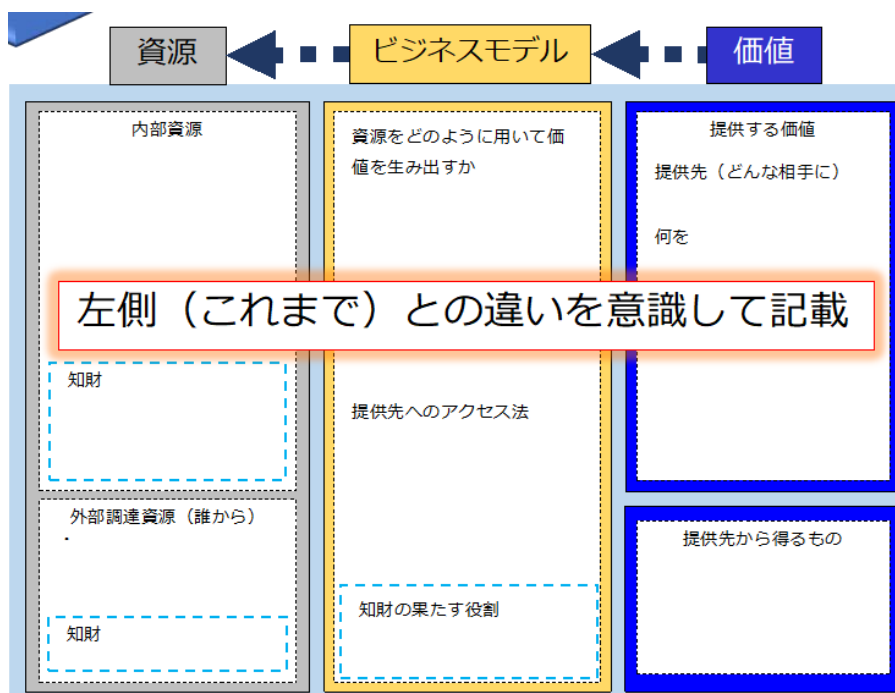 資源
ビジネスモデル
価値
内部資源
知財
外部調達資源（誰から）
・
知財
資源をどのように用いて価
値を生み出すか
提供先へのアクセス法
知財の果たす役割
提供する価値
提供先（どんな相手に）
何を
提供先から得るもの
左側（これまで）との違いを意識して記載